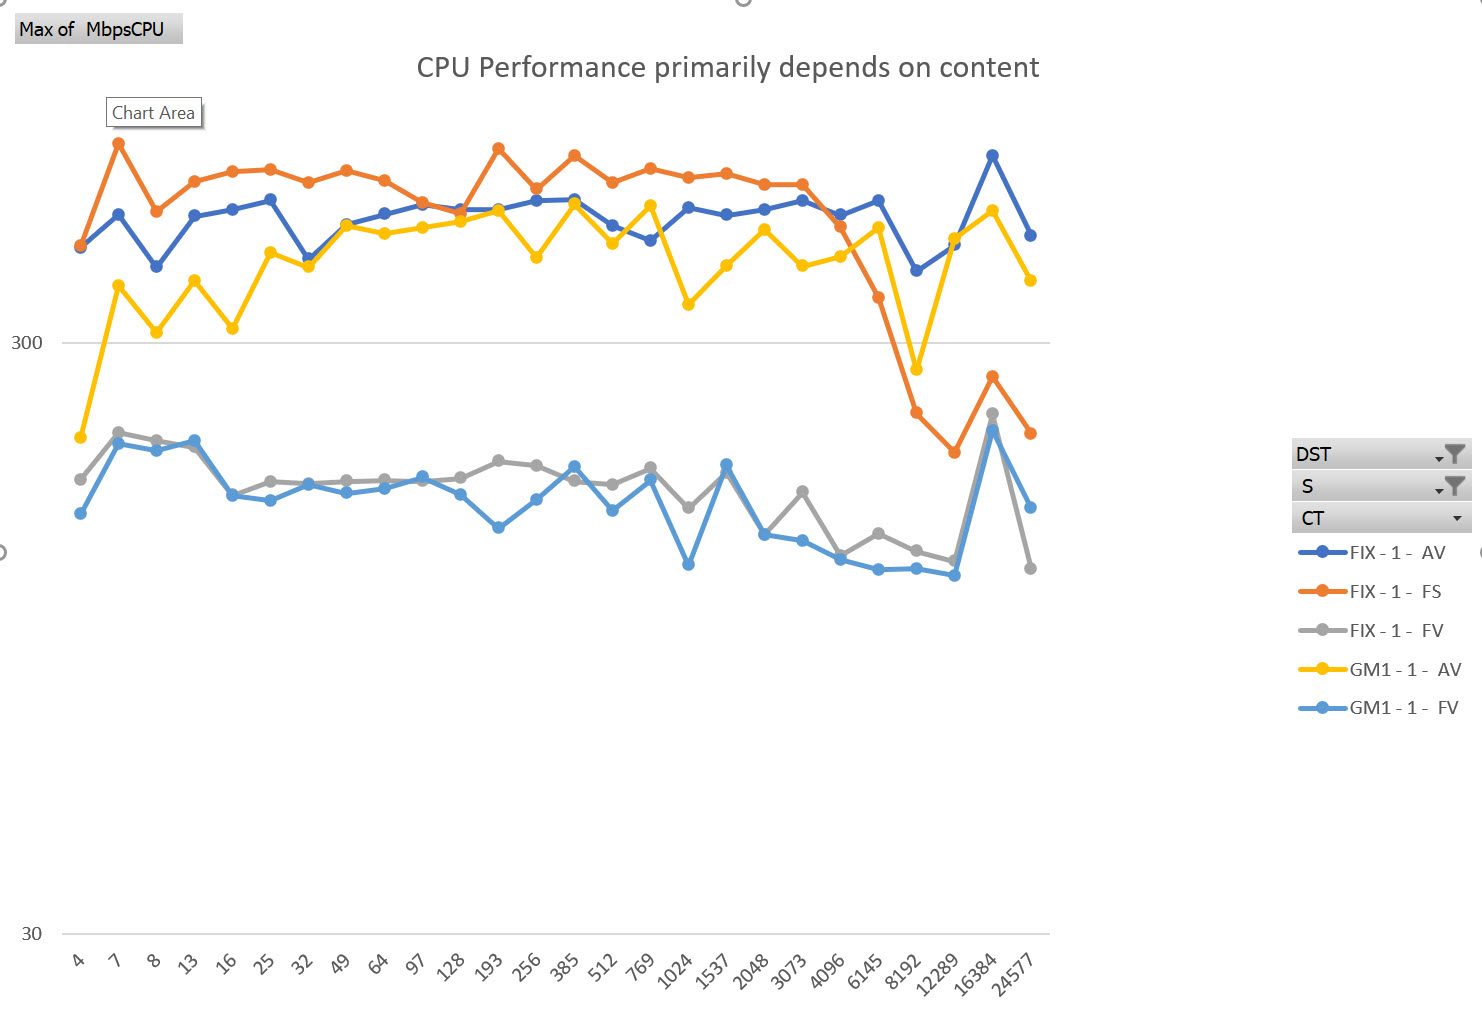 Max of MbpsCPU
CPU Performance primarily depends on content
Chart Area
300
30
4 7 8 13 16 25 32 49 64 97 128 193 256 385 512 769 1024 1537 2048 3073 4096 6145 8192 12289 16384 24577
DST
S
CT
FIX - 1 - AV
FIX - 1 - FS
FIX - 1 - FV
GM1 - 1 - AV
GM1 - 1 - FV